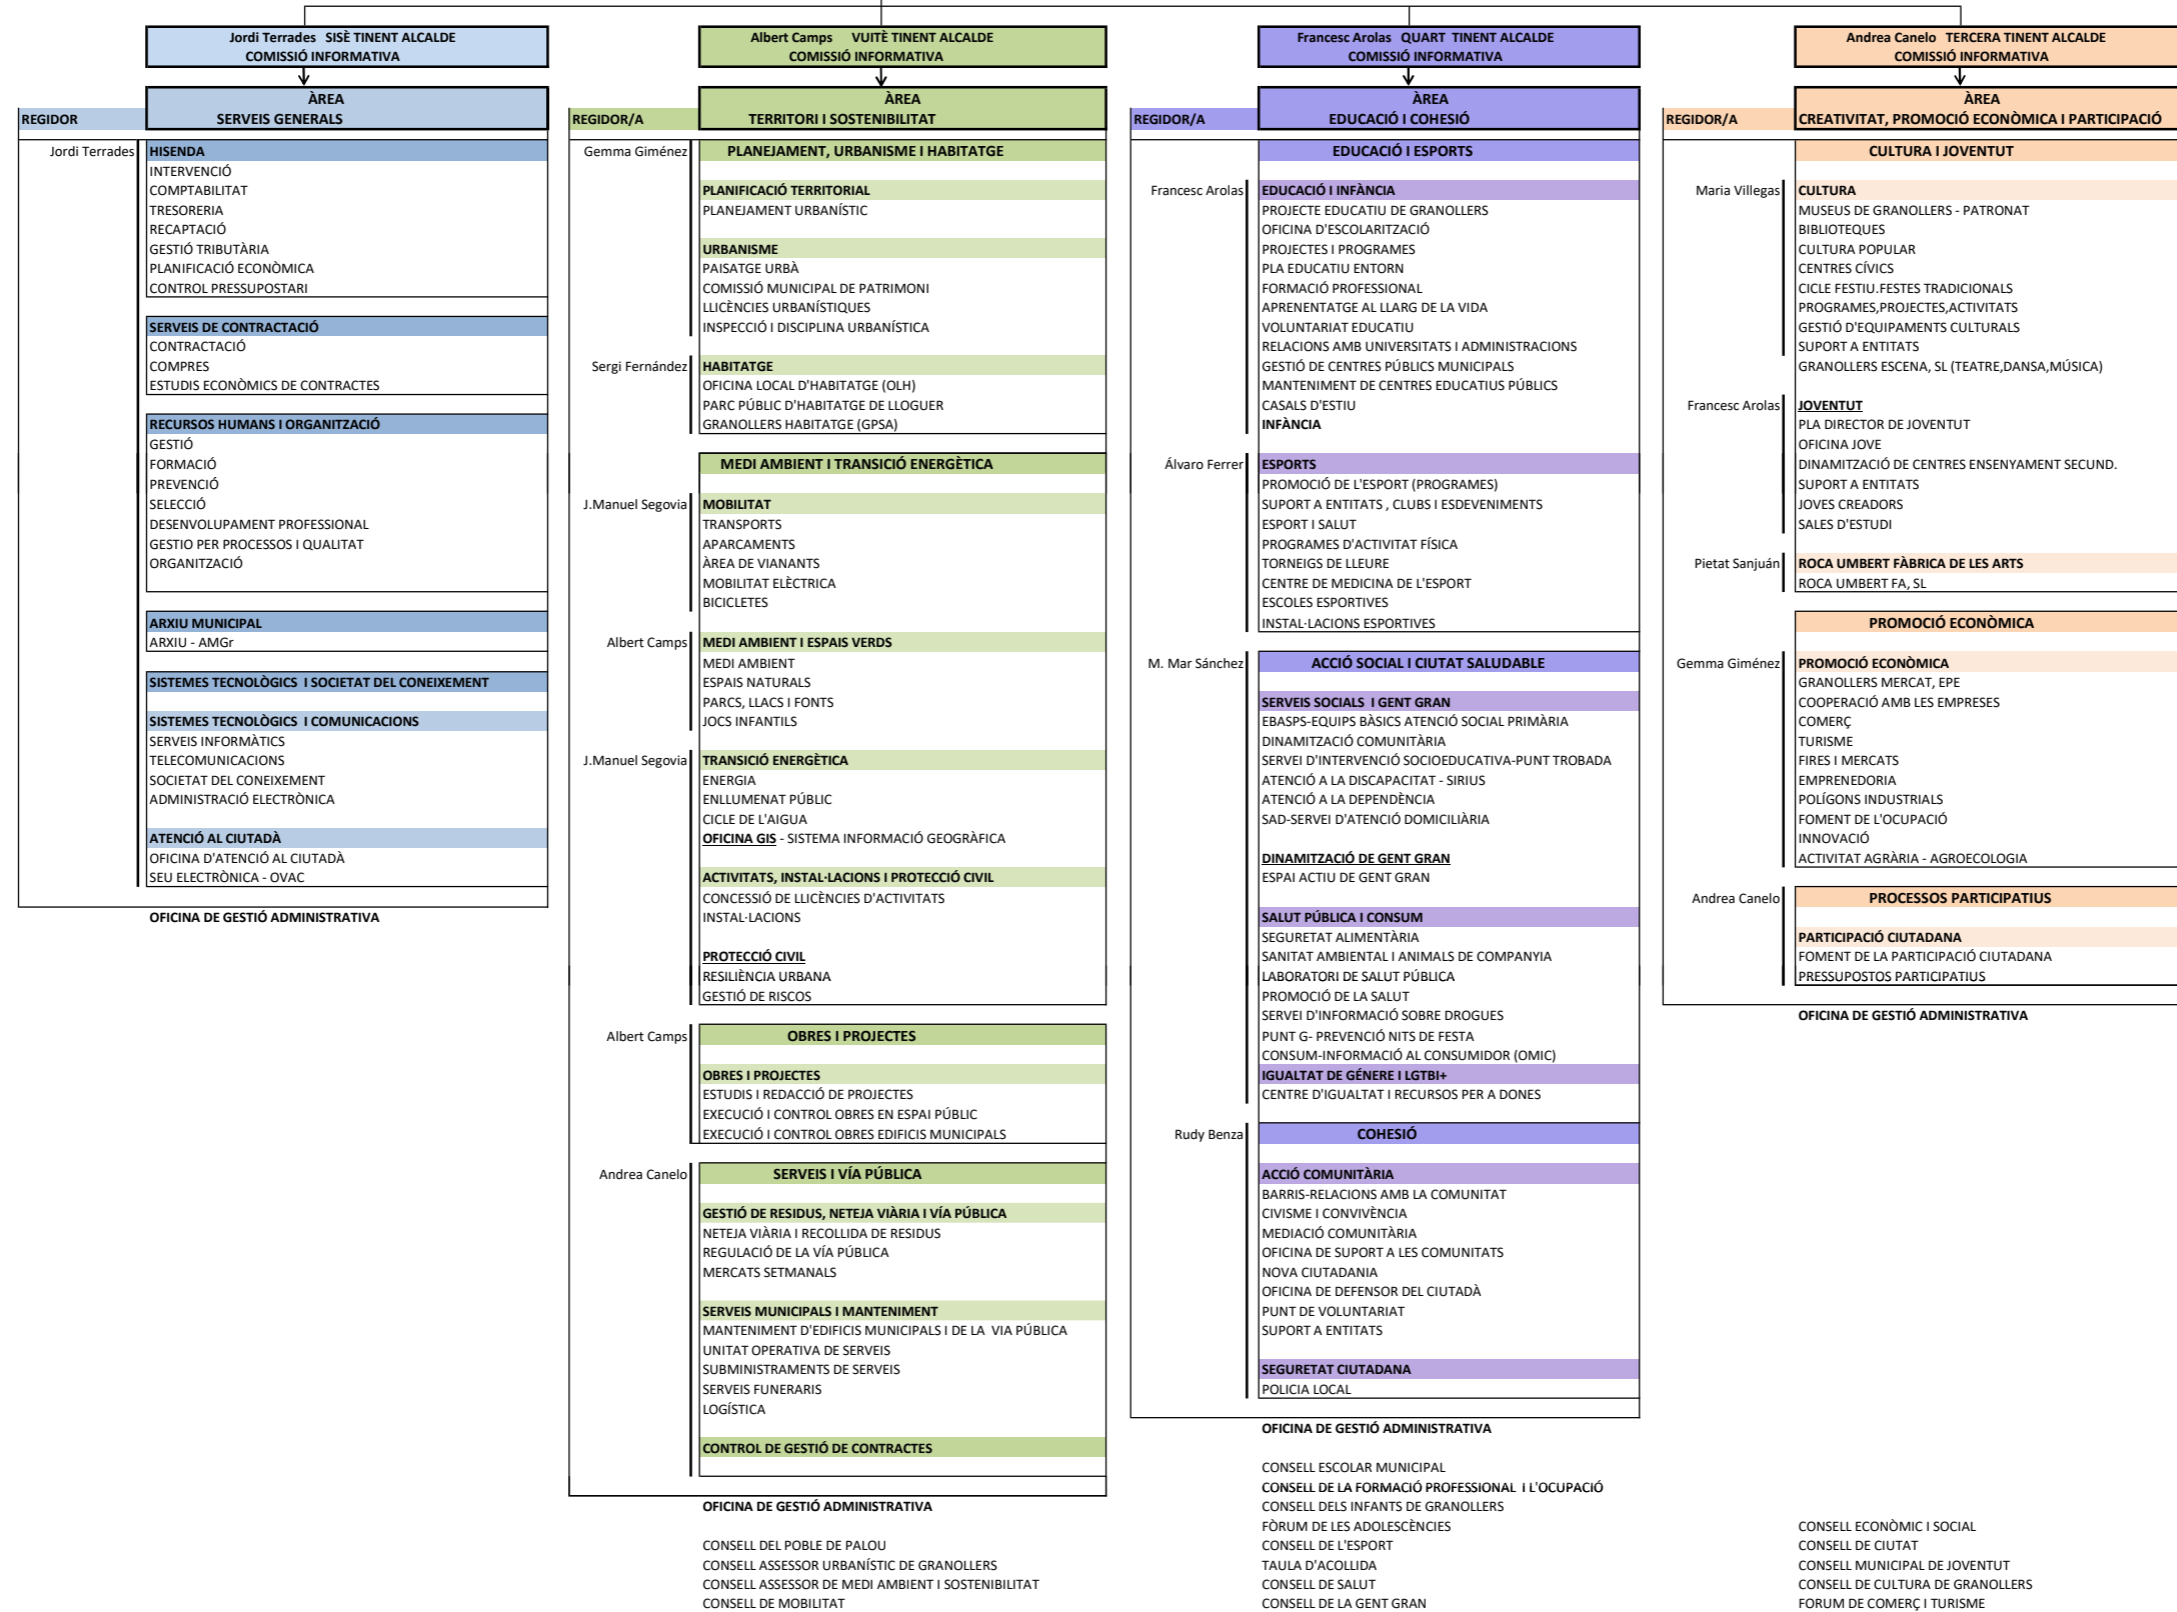 Jordi Terrades SISÈ TINENT ALCALDE
COMISSIÓ INFORMATIVA
ÀREA
REGIDOR
SERVEIS GENERALS
Jordi Terrades
HISENDA
INTERVENCIÓ
COMPTABILITAT
TRESORERIA
RECAPTACIÓ
GESTIÓ TRIBUTÀRIA
PLANIFICACIÓ ECONÒMICA
CONTROL PRESSUPOSTARI
SERVEIS DE CONTRACTACIÓ
CONTRACTACIÓ
COMPRES
ESTUDIS ECONÒMICS DE CONTRACTES
RECURSOS HUMANS I ORGANITZACIÓ
GESTIÓ
FORMACIÓ
PREVENCIÓ
SELECCIÓ
DESENVOLUPAMENT PROFESSIONAL
GESTIO PER PROCESSOS I QUALITAT
ORGANITZACIÓ
ARXIU MUNICIPAL
ARXIU - AMGr
SISTEMES TECNOLÒGICS I SOCIETAT DEL CONEIXEMENT
SISTEMES TECNOLÒGICS I COMUNICACIONS
SERVEIS INFORMÀTICS
TELECOMUNICACIONS
SOCIETAT DEL CONEIXEMENT
ADMINISTRACIÓ ELECTRÒNICA
ATENCIÓ AL CIUTADÀ
OFICINA D'ATENCIÓ AL CIUTADÀ
SEU ELECTRÒNICA - OVAC
OFICINA DE GESTIÓ ADMINISTRATIVA
Albert Camps VUITÈ TINENT ALCALDE
COMISSIÓ INFORMATIVA
ÀREA
REGIDOR/A
TERRITORI I SOSTENIBILITAT
Gemma Giménez
PLANEJAMENT, URBANISME I HABITATGE
PLANIFICACIÓ TERRITORIAL
PLANEJAMENT URBANÍSTIC
URBANISME
PAISATGE URBÀ
COMISSIÓ MUNICIPAL DE PATRIMONI
LLICÈNCIES URBANÍSTIQUES
INSPECCIÓ I DISCIPLINA URBANÍSTICA
Sergi Fernández
HABITATGE
OFICINA LOCAL D'HABITATGE (OLH)
PARC PÚBLIC D'HABITATGE DE LLOGUER
GRANOLLERS HABITATGE (GPSA)
MEDI AMBIENT I TRANSICIÓ ENERGÈTICA
J.Manuel Segovia
MOBILITAT
TRANSPORTS
APARCAMENTS
ÀREA DE VIANANTS
MOBILITAT ELÈCTRICA
BICICLETES
Albert Camps
MEDI AMBIENT I ESPAIS VERDS
MEDI AMBIENT
ESPAIS NATURALS
PARCS, LLACS I FONTS
JOCS INFANTILS
J.Manuel Segovia
TRANSICIÓ ENERGÈTICA
ENERGIA
ENLLUMENAT PÚBLIC
CICLE DE L'AIGUA
OFICINA GIS - SISTEMA INFORMACIÓ GEOGRÀFICA
ACTIVITATS, INSTAL·LACIONS I PROTECCIÓ CIVIL
CONCESSIÓ DE LLICÈNCIES D'ACTIVITATS
INSTAL·LACIONS
PROTECCIÓ CIVIL
RESILIÈNCIA URBANA
GESTIÓ DE RISCOS
Albert Camps
OBRES I PROJECTES
OBRES I PROJECTES
ESTUDIS I REDACCIÓ DE PROJECTES
EXECUCIÓ I CONTROL OBRES EN ESPAI PÚBLIC
EXECUCIÓ I CONTROL OBRES EDIFICIS MUNICIPALS
Andrea Canelo
SERVEIS I VÍA PÚBLICA
GESTIÓ DE RESIDUS, NETEJA VIÀRIA I VÍA PÚBLICA
NETEJA VIÀRIA I RECOLLIDA DE RESIDUS
REGULACIÓ DE LA VÍA PÚBLICA
MERCATS SETMANALS
SERVEIS MUNICIPALS I MANTENIMENT
MANTENIMENT D'EDIFICIS MUNICIPALS I DE LA VIA PÚBLICA
UNITAT OPERATIVA DE SERVEIS
SUBMINISTRAMENTS DE SERVEIS
SERVEIS FUNERARIS
LOGÍSTICA
CONTROL DE GESTIÓ DE CONTRACTES
OFICINA DE GESTIÓ ADMINISTRATIVA
CONSELL DEL POBLE DE PALOU
CONSELL ASSESSOR URBANÍSTIC DE GRANOLLERS
CONSELL ASSESSOR DE MEDI AMBIENT I SOSTENIBILITAT
CONSELL DE MOBILITAT
Francesc Arolas QUART TINENT ALCALDE
COMISSIÓ INFORMATIVA
ÀREA
REGIDOR/A
EDUCACIÓ I COHESIÓ
EDUCACIÓ I ESPORTS
Francesc Arolas
EDUCACIÓ I INFÀNCIA
PROJECTE EDUCATIU DE GRANOLLERS
OFICINA D'ESCOLARITZACIÓ
PROJECTES I PROGRAMES
PLA EDUCATIU ENTORN
FORMACIÓ PROFESSIONAL
APRENENTATGE AL LLARG DE LA VIDA
VOLUNTARIAT EDUCATIU
RELACIONS AMB UNIVERSITATS I ADMINISTRACIONS
GESTIÓ DE CENTRES PÚBLICS MUNICIPALS
MANTENIMENT DE CENTRES EDUCATIUS PÚBLICS
CASALS D'ESTIU
INFÀNCIA
Álvaro Ferrer
ESPORTS
PROMOCIÓ DE L'ESPORT (PROGRAMES)
SUPORT A ENTITATS , CLUBS I ESDEVENIMENTS
ESPORT I SALUT
PROGRAMES D'ACTIVITAT FÍSICA
TORNEIGS DE LLEURE
CENTRE DE MEDICINA DE L'ESPORT
ESCOLES ESPORTIVES
INSTAL·LACIONS ESPORTIVES
M. Mar Sánchez
ACCIÓ SOCIAL I CIUTAT SALUDABLE
SERVEIS SOCIALS I GENT GRAN
EBASPS-EQUIPS BÀSICS ATENCIÓ SOCIAL PRIMÀRIA
DINAMITZACIÓ COMUNITÀRIA
SERVEI D'INTERVENCIÓ SOCIOEDUCATIVA-PUNT TROBADA
ATENCIÓ A LA DISCAPACITAT - SIRIUS
ATENCIÓ A LA DEPENDÈNCIA
SAD-SERVEI D'ATENCIÓ DOMICILIÀRIA
DINAMITZACIÓ DE GENT GRAN
ESPAI ACTIU DE GENT GRAN
SALUT PÚBLICA I CONSUM
SEGURETAT ALIMENTÀRIA
SANITAT AMBIENTAL I ANIMALS DE COMPANYIA
LABORATORI DE SALUT PÚBLICA
PROMOCIÓ DE LA SALUT
SERVEI D'INFORMACIÓ SOBRE DROGUES
PUNT G- PREVENCIÓ NITS DE FESTA
CONSUM-INFORMACIÓ AL CONSUMIDOR (OMIC)
IGUALTAT DE GÉNERE I LGTBI+
CENTRE D'IGUALTAT I RECURSOS PER A DONES
Rudy Benza
COHESIÓ
ACCIÓ COMUNITÀRIA
BARRIS-RELACIONS AMB LA COMUNITAT
CIVISME I CONVIVÈNCIA
MEDIACIÓ COMUNITÀRIA
OFICINA DE SUPORT A LES COMUNITATS
NOVA CIUTADANIA
OFICINA DE DEFENSOR DEL CIUTADÀ
PUNT DE VOLUNTARIAT
SUPORT A ENTITATS
SEGURETAT CIUTADANA
POLICIA LOCAL
OFICINA DE GESTIÓ ADMINISTRATIVA
CONSELL ESCOLAR MUNICIPAL
CONSELL DE LA FORMACIÓ PROFESSIONAL I L'OCUPACIÓ
CONSELL DELS INFANTS DE GRANOLLERS
FÒRUM DE LES ADOLESCÈNCIES
CONSELL DE L'ESPORT
TAULA D'ACOLLIDA
CONSELL DE SALUT
CONSELL DE LA GENT GRAN
Andrea Canelo TERCERA TINENT ALCALDE
COMISSIÓ INFORMATIVA
ÀREA
REGIDOR/A
CREATIVITAT, PROMOCIÓ ECONÒMICA I PARTICIPACIÓ
CULTURA I JOVENTUT
Maria Villegas
CULTURA
MUSEUS DE GRANOLLERS - PATRONAT
BIBLIOTEQUES
CULTURA POPULAR
CENTRES CÍVICS
CICLE FESTIU.FESTES TRADICIONALS
PROGRAMES,PROJECTES,ACTIVITATS
GESTIÓ D'EQUIPAMENTS CULTURALS
SUPORT A ENTITATS
GRANOLLERS ESCENA, SL (TEATRE,DANSA,MÚSICA)
Francesc Arolas
JOVENTUT
PLA DIRECTOR DE JOVENTUT
OFICINA JOVE
DINAMITZACIÓ DE CENTRES ENSENYAMENT SECUND.
SUPORT A ENTITATS
JOVES CREADORS
SALES D'ESTUDI
Pietat Sanjuán
ROCA UMBERT FÀBRICA DE LES ARTS
ROCA UMBERT FA, SL
PROMOCIÓ ECONÒMICA
Gemma Giménez
PROMOCIÓ ECONÒMICA
GRANOLLERS MERCAT, EPE
COOPERACIÓ AMB LES EMPRESES
COMERÇ
TURISME
FIRES I MERCATS
EMPRENEDORIA
POLÍGONS INDUSTRIALS
FOMENT DE L'OCUPACIÓ
INNOVACIÓ
ACTIVITAT AGRÀRIA - AGROECOLOGIA
Andrea Canelo
PROCESSOS PARTICIPATIUS
PARTICIPACIÓ CIUTADANA
FOMENT DE LA PARTICIPACIÓ CIUTADANA
PRESSUPOSTOS PARTICIPATIUS
OFICINA DE GESTIÓ ADMINISTRATIVA
CONSELL ECONÒMIC I SOCIAL
CONSELL DE CIUTAT
CONSELL MUNICIPAL DE JOVENTUT
CONSELL DE CULTURA DE GRANOLLERS
FORUM DE COMERÇ I TURISME